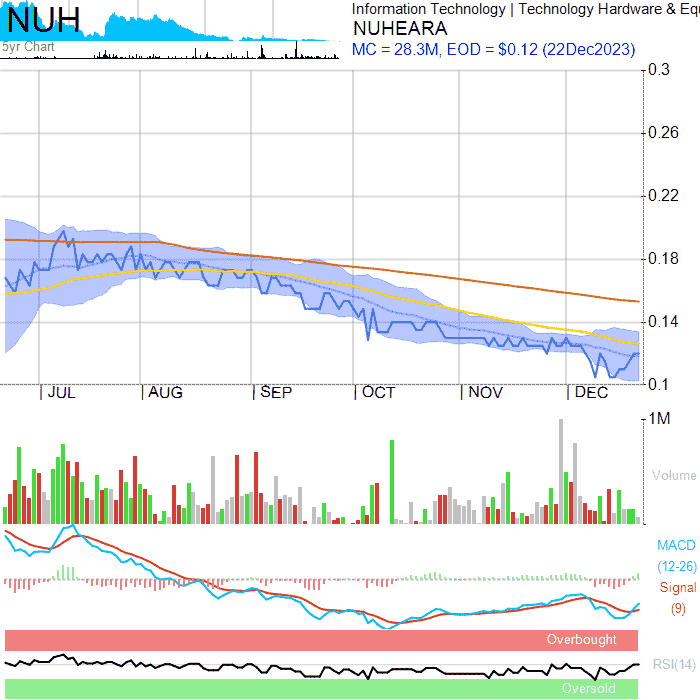 NUH
5yr Chart
Information Technology | Technology Hardware & Equ
NUHEARA
MC = 28.3M, EOD = $0.12 (22Dec2023)
0.3
0.26
0.22
0.18
0.14
0.1
| JUL | AUG | SEP | OCT | NOV | DEC
1M
Volume
MACD
(12-26)
Signal
(9)
Overbought
RSI(14)
Oversold